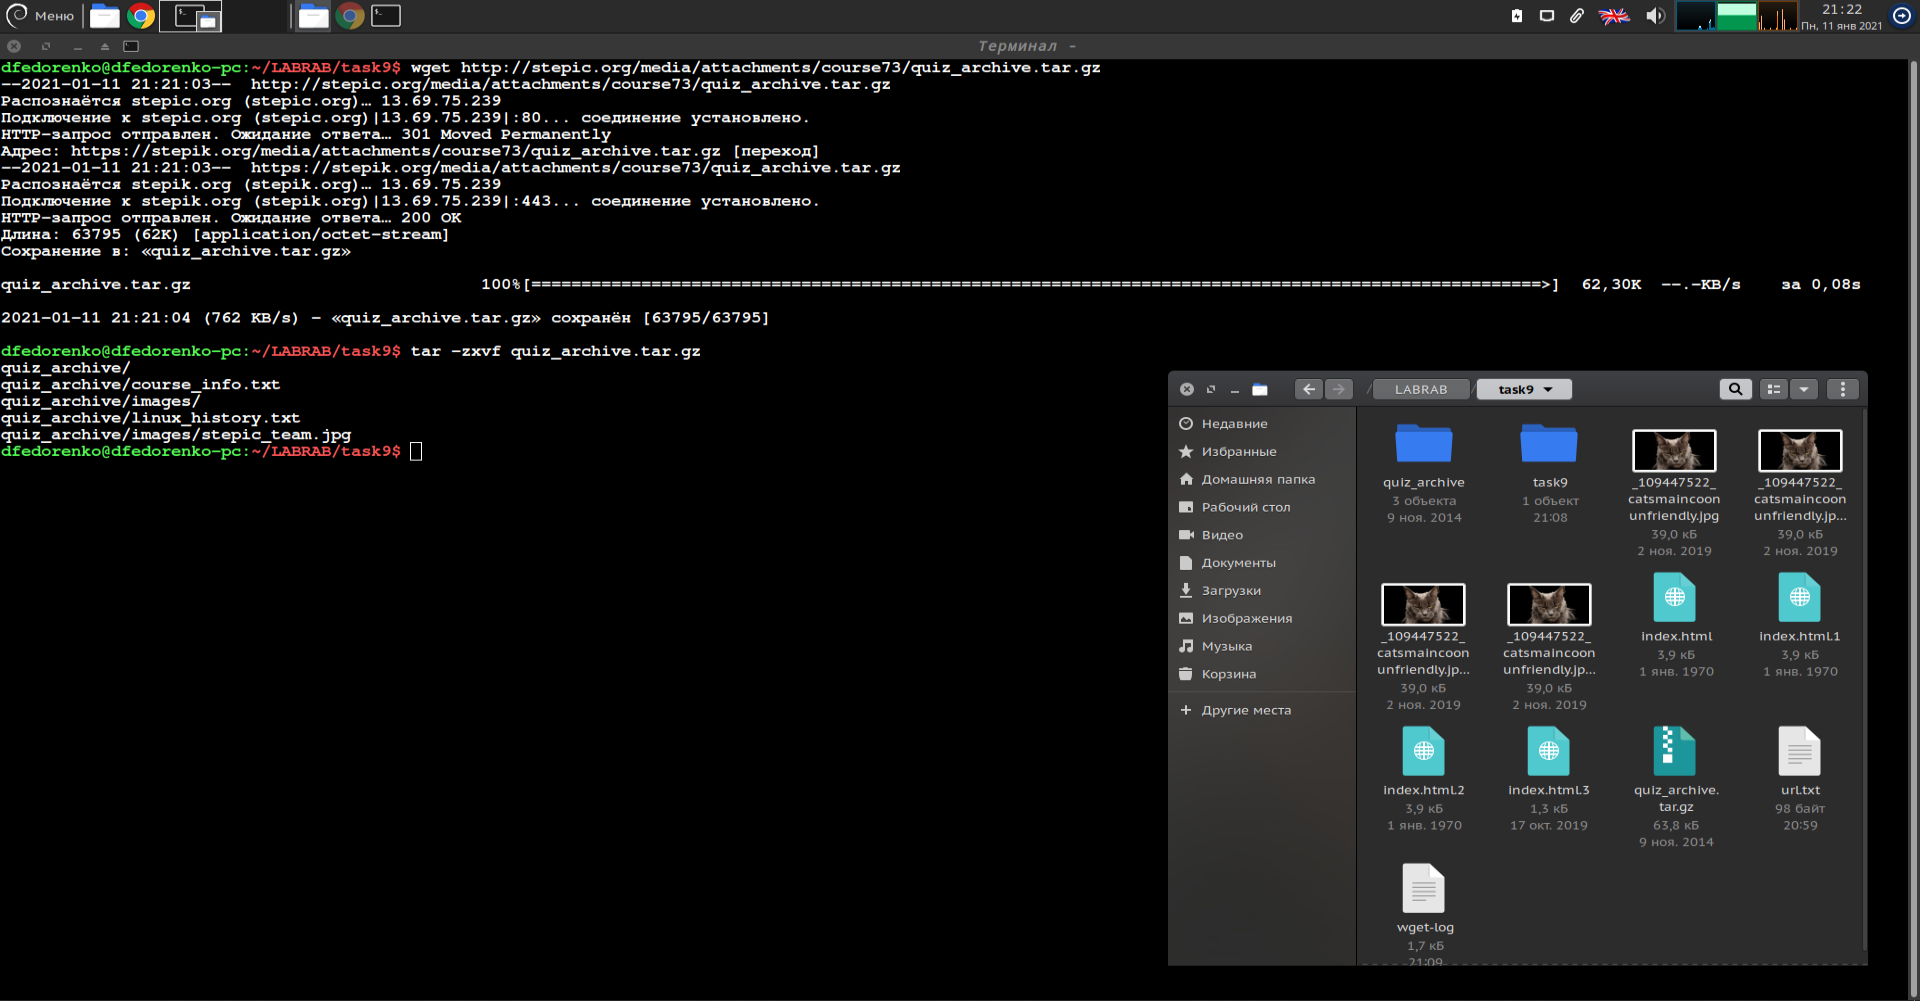 Меню
21:22
Пн, 11 янв 2021
Терминал -
dfedorenko@dfedorenko-pc:~/LABRAB/task9$ wget http://stepic.org/media/attachments/course73/quiz_archive.tar.gz
--2021-01-11 21:21:03--  http://stepic.org/media/attachments/course73/quiz_archive.tar.gz
Распознаётся stepic.org (stepic.org)… 13.69.75.239
Подключение к stepic.org (stepic.org)|13.69.75.239|:80... соединение установлено.
HTTP-запрос отправлен. Ожидание ответа… 301 Moved Permanently
Адрес: https://stepik.org/media/attachments/course73/quiz_archive.tar.gz [переход]
--2021-01-11 21:21:03--  https://stepik.org/media/attachments/course73/quiz_archive.tar.gz
Распознаётся stepik.org (stepik.org)… 13.69.75.239
Подключение к stepik.org (stepik.org)|13.69.75.239|:443... соединение установлено.
HTTP-запрос отправлен. Ожидание ответа… 200 OK
Длина: 63795 (62K) [application/octet-stream]
Сохранение в: «quiz_archive.tar.gz»
quiz_archive.tar.gz 100%[=====================================================================================================>] 62,30K --.-KB/s за 0,08s
2021-01-11 21:21:04 (762 KB/s) - «quiz_archive.tar.gz» сохранён [63795/63795]
dfedorenko@dfedorenko-pc:~/LABRAB/task9$ tar -zxvf quiz_archive.tar.gz
quiz_archive/
quiz_archive/course_info.txt
quiz_archive/images/
quiz_archive/linux_history.txt
quiz_archive/images/stepic_team.jpg
dfedorenko@dfedorenko-pc:~/LABRAB/task9$
/ LABRAB / task9
Недавние
Избранные
Домашняя папка
Рабочий стол
Видео
Документы
Загрузки
Изображения
Музыка
Корзина
+ Другие места
quiz_archive
3 объекта
9 ноя. 2014
task9
1 объект
21:08
_109447522_
catsmaincoon
unfriendly.jpg
39,0 кБ
2 ноя. 2019
_109447522_
catsmaincoon
unfriendly.jp...
39,0 кБ
2 ноя. 2019
_109447522_
catsmaincoon
unfriendly.jp...
39,0 кБ
2 ноя. 2019
_109447522_
catsmaincoon
unfriendly.jp...
39,0 кБ
2 ноя. 2019
index.html
3,9 кБ
1 янв. 1970
index.html.1
3,9 кБ
1 янв. 1970
index.html.2
3,9 кБ
1 янв. 1970
index.html.3
1,3 кБ
17 окт. 2019
quiz_archive.
tar.gz
63,8 кБ
9 ноя. 2014
url.txt
98 байт
20:59
wget-log
1,7 кБ
21:09